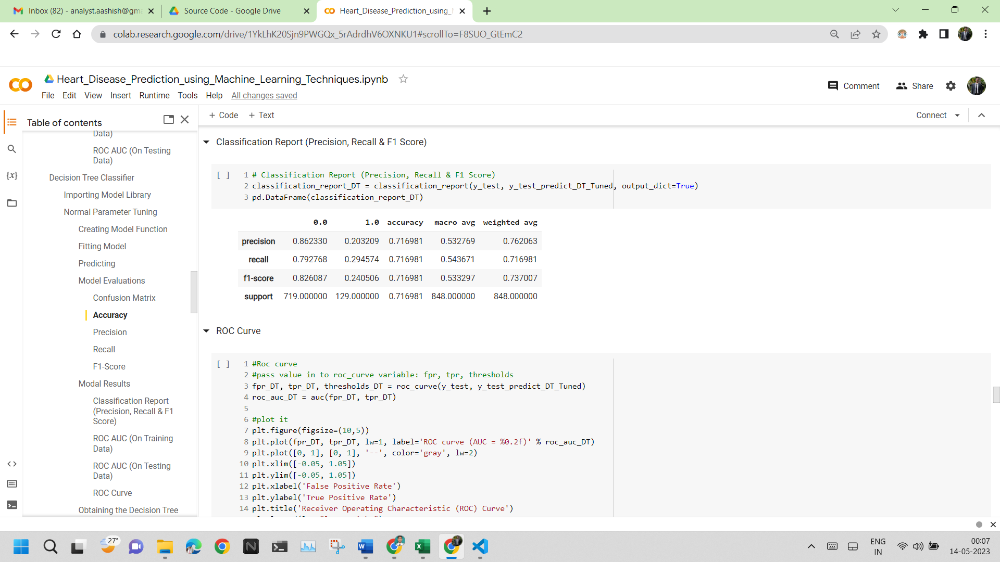 Inbox (82) - analyst.aashish@gm
Source Code - Google Drive
Heart_Disease_Prediction_using_
colab.research.google.com/drive/1YkLhK20Sjn9PWGQx_5rAdrdhV6OXNKU1#scrollTo=F8SUO_GtEmC2
Heart_Disease_Prediction_using_Machine_Learning_Techniques.ipynb
File Edit View Insert Runtime Tools Help All changes saved
Comment
Share
Table of contents
Data)
ROC AUC (On Testing
Data)
Decision Tree Classifier
Importing Model Library
Normal Parameter Tuning
Creating Model Function
Fitting Model
Predicting
Model Evaluations
Confusion Matrix
Accuracy
Precision
Recall
F1-Score
Modal Results
Classification Report
(Precision, Recall & F1
Score)
ROC AUC (On Training
Data)
ROC AUC (On Testing
Data)
ROC Curve
Obtaining the Decision Tree
+ Code + Text
Connect
Classification Report (Precision, Recall & F1 Score)
[ ] 1 # Classification Report (Precision, Recall & F1 Score)
2 classification_report_DT = classification_report(y_test, y_test_predict_DT_Tuned, output_dict=True)
3 pd.DataFrame(classification_report_DT)
0.0 1.0 accuracy macro avg weighted avg
precision 0.862330 0.203209 0.716981 0.532769 0.762063
recall 0.792768 0.294574 0.716981 0.543671 0.716981
f1-score 0.826087 0.240506 0.716981 0.533297 0.737007
support 719.000000 129.000000 0.716981 848.000000 848.000000
ROC Curve
[ ] 1 #Roc curve
2 #pass value in to roc_curve variable: fpr, tpr, thresholds
3 fpr_DT, tpr_DT, thresholds_DT = roc_curve(y_test, y_test_predict_DT_Tuned)
4 roc_auc_DT = auc(fpr_DT, tpr_DT)
5
6 #plot it
7 plt.figure(figsize=(10,5))
8 plt.plot(fpr_DT, tpr_DT, lw=1, label='ROC curve (AUC = %0.2f)' % roc_auc_DT)
9 plt.plot([0, 1], [0, 1], '--', color='gray', lw=2)
10 plt.xlim([-0.05, 1.05])
11 plt.ylim([-0.05, 1.05])
12 plt.xlabel('False Positive Rate')
13 plt.ylabel('True Positive Rate')
14 plt.title('Receiver Operating Characteristic (ROC) Curve')
27°
ENG
IN
00:07
14-05-2023